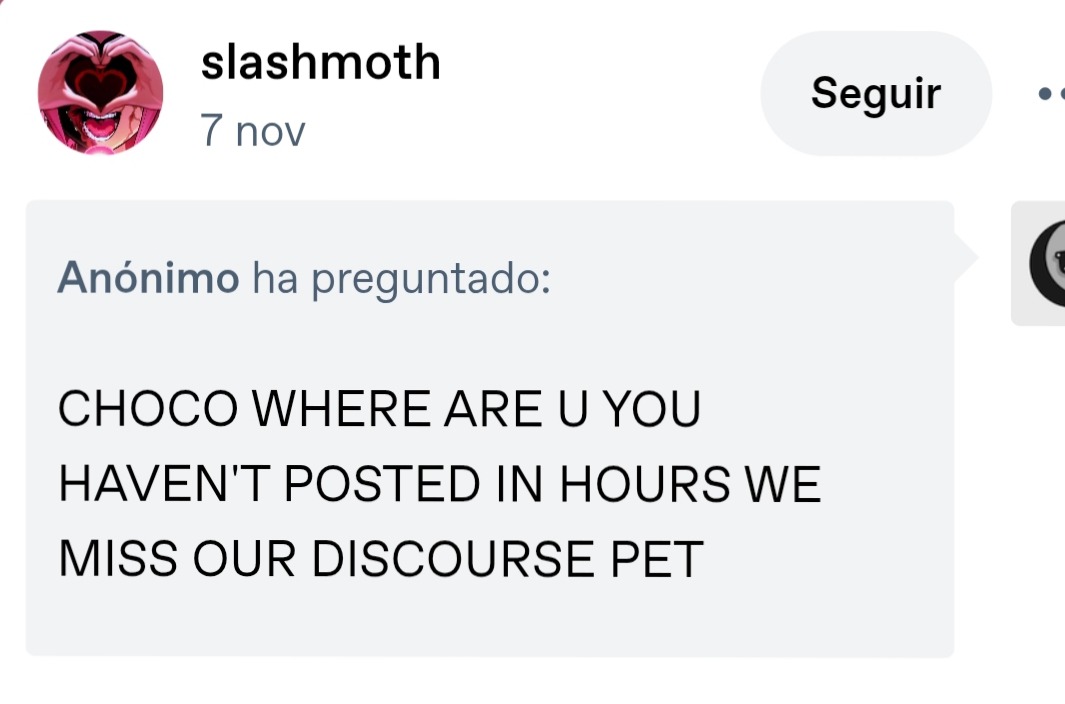 slashmoth
7 nov
Seguir
Anónimo ha preguntado:
CHOCO WHERE ARE U YOU
HAVEN'T POSTED IN HOURS WE
MISS OUR DISCOURSE PET